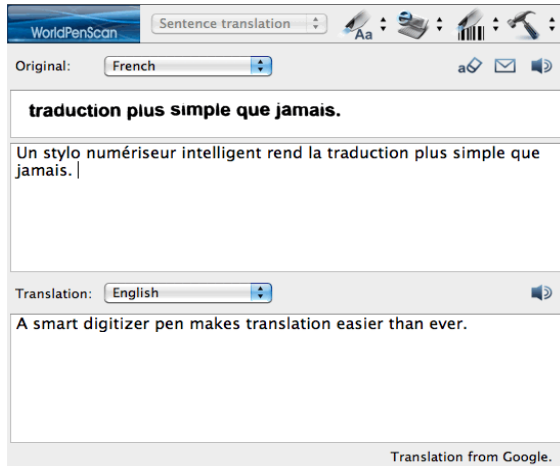 WorldPenScan
Sentence translation
Aa
Original:
French
a
traduction plus simple que jamais.
Un stylo numériseur intelligent rend la traduction plus simple que
jamais.
Translation:
English
A smart digitizer pen makes translation easier than ever.
Translation from Google.